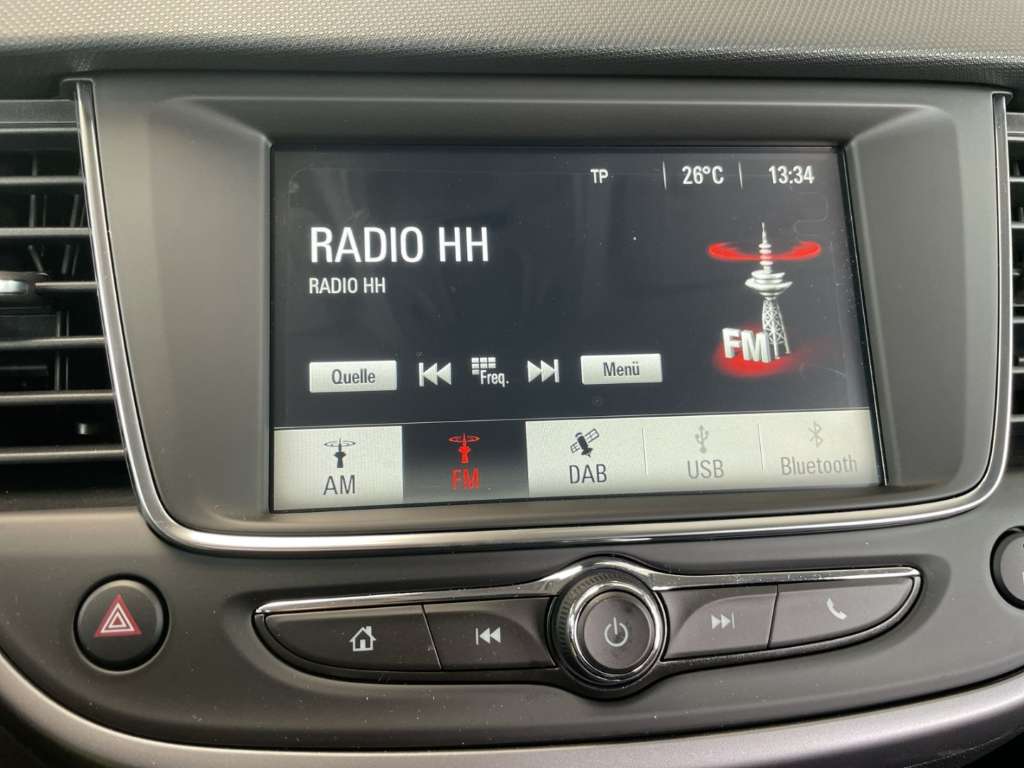 TP 26°C 13:34
RADIO HH
RADIO HH
FM
Quelle Freq. Menü
AM FM DAB USB Bluetooth